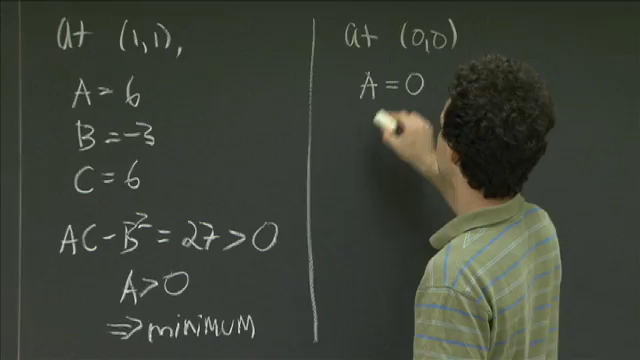 at (1,1),
A = 6
B = -3
C = 6
AC - B² = 27 > 0
A > 0
⇒ minimum
at (0,0)
A = 0